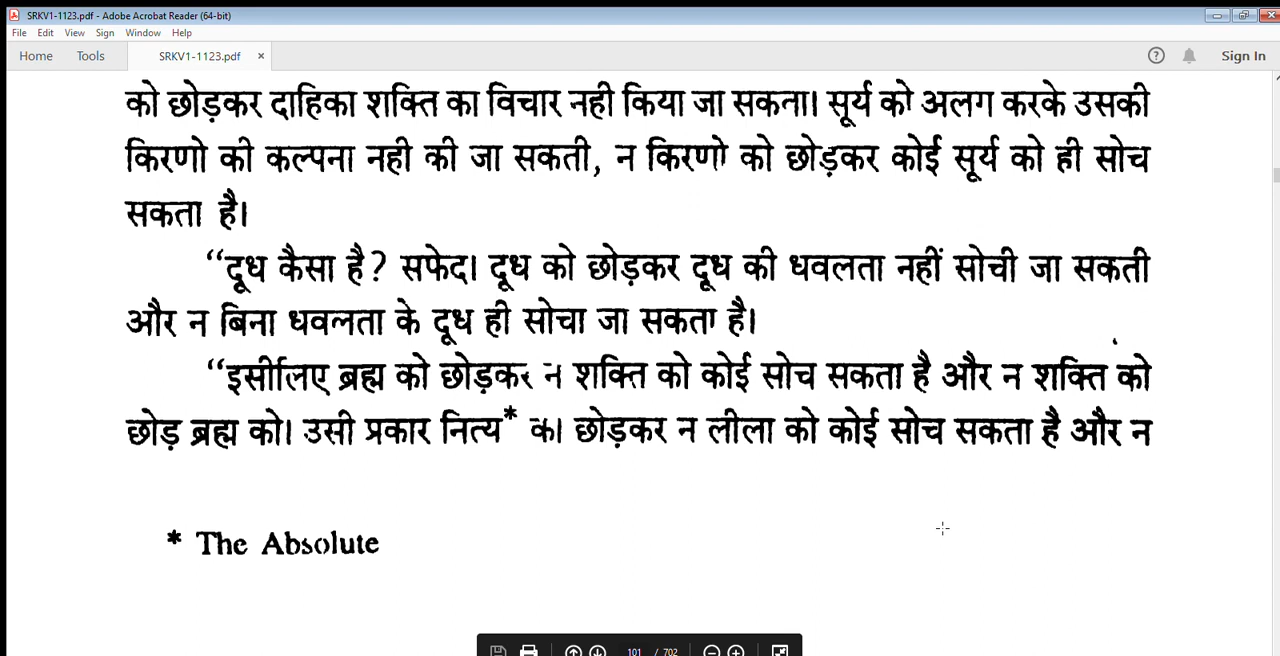 SRKV1-1123.pdf - Adobe Acrobat Reader (64-bit)
File Edit View Sign Window Help
Home Tools SRKV1-1123.pdf × ? Sign In
को छोड़कर दाहिका शक्ति का विचार नही किया जा सकना। सूर्य को अलग करके उसकी
किरणो की कल्पना नही की जा सकती, न किरणो को छोड़कर कोई सूर्य को ही सोच
सकता है।
“दूध कैसा है? सफेद। दूध को छोड़कर दूध की धवलता नहीं सोची जा सकती
और न बिना धवलता के दूध ही सोचा जा सकता है।
“इसीलिए ब्रह्म को छोड़कर न शक्ति को कोई सोच सकता है और न शक्ति को
छोड़ ब्रह्म को। उसी प्रकार नित्य* का छोड़कर न लीला को कोई सोच सकता है और न
* The Absolute
101 / 702